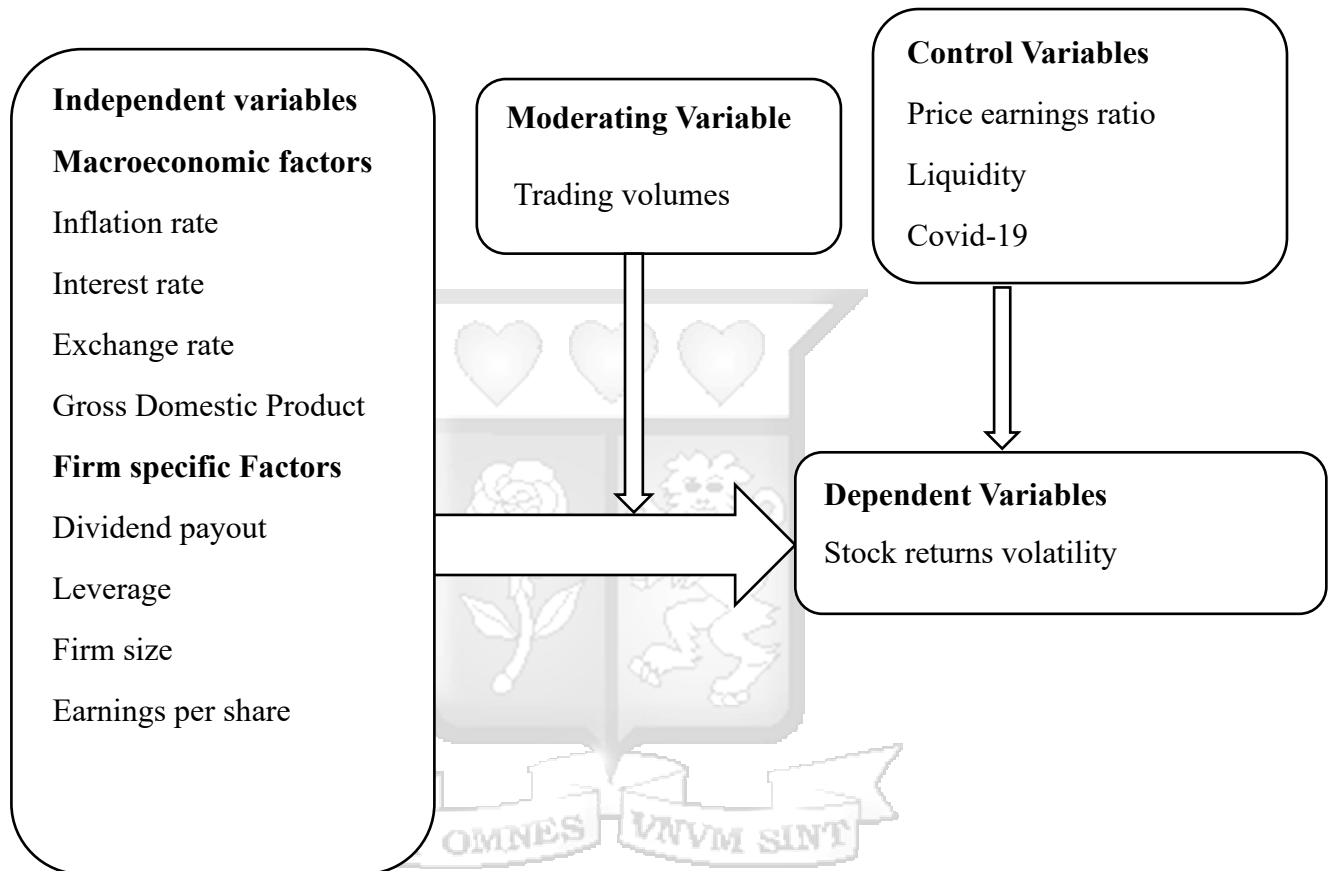 Independent variables
Macroeconomic factors
Inflation rate
Interest rate
Exchange rate
Gross Domestic Product
Firm specific Factors
Dividend payout
Leverage
Firm size
Earnings per share
Moderating Variable
Trading volumes
Control Variables
Price earnings ratio
Liquidity
Covid-19
Dependent Variables
Stock returns volatility
OMNES VNVM SINT